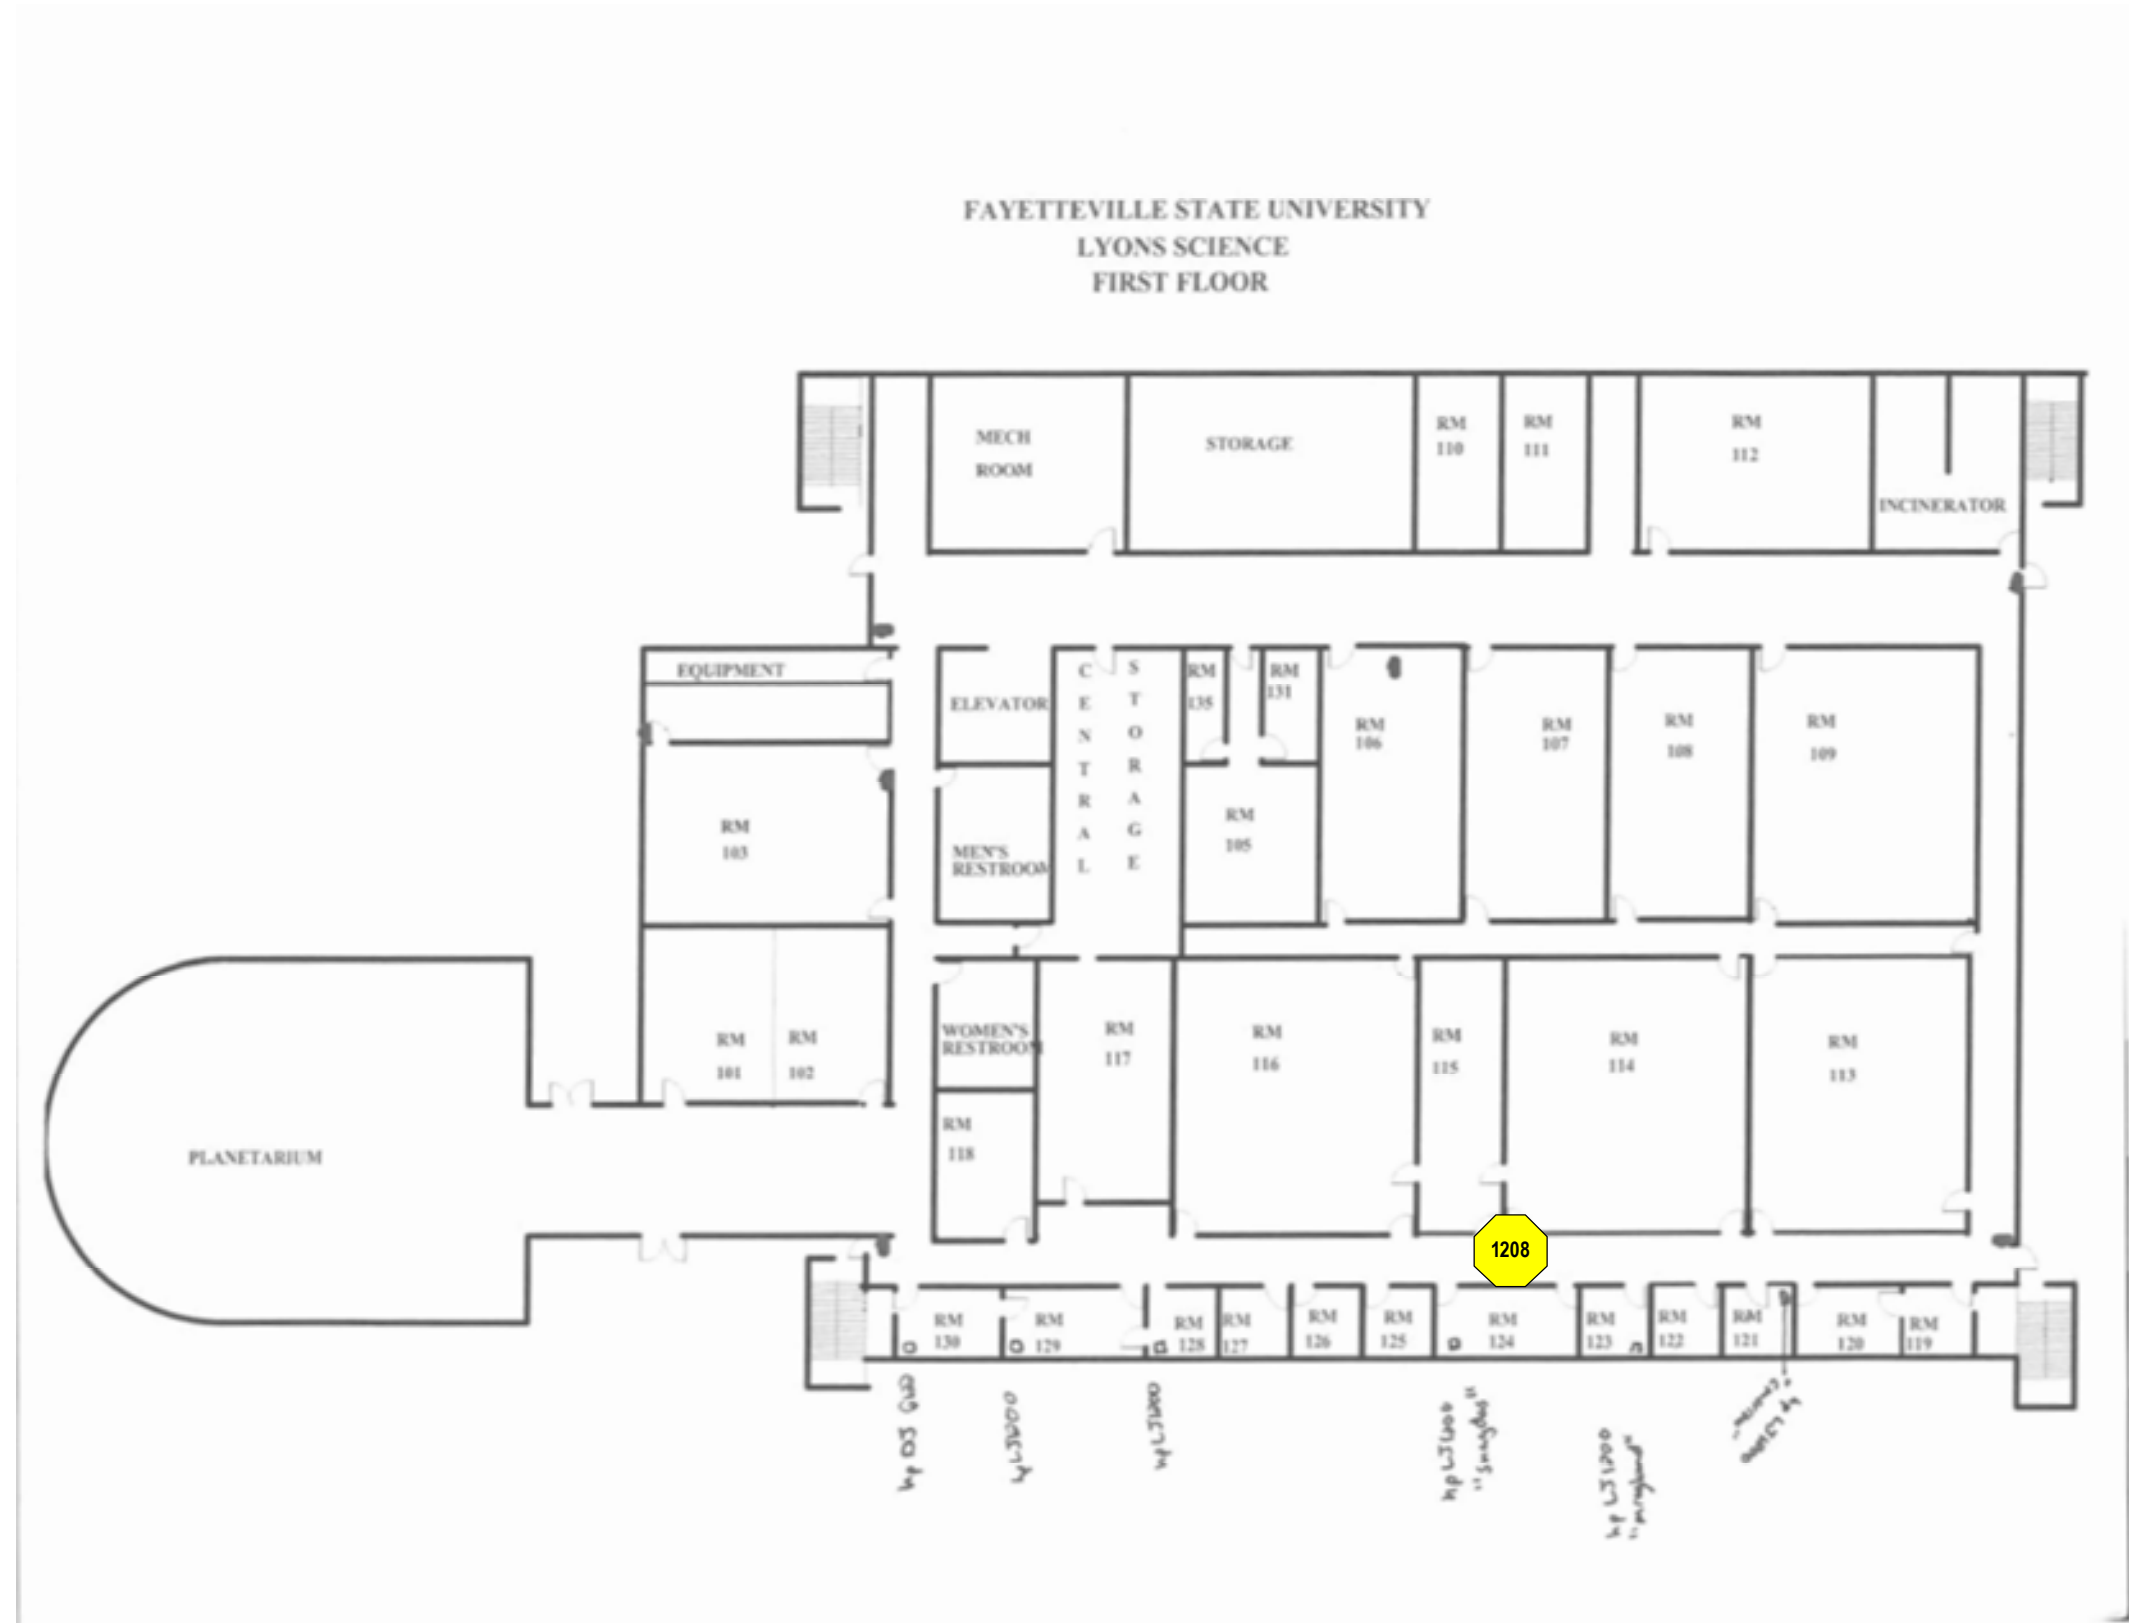 FAYETTEVILLE STATE UNIVERSITY
LYONS SCIENCE
FIRST FLOOR
MECH
ROOM
STORAGE
RM
110
RM
111
RM
112
INCINERATOR
EQUIPMENT
ELEVATOR
CENTRAL
STORAGE
RM
135
RM
131
RM
106
RM
107
RM
108
RM
109
RM
103
MEN'S
RESTROOM
RM
105
RM
101
RM
102
WOMEN'S
RESTROOM
RM
117
RM
116
RM
115
RM
114
RM
113
RM
118
PLANETARIUM
1208
RM
130
RM
129
RM
128
RM
127
RM
126
RM
125
RM
124
RM
123
RM
122
RM
121
RM
120
RM
119
hp LJ1200
hp LJ1200